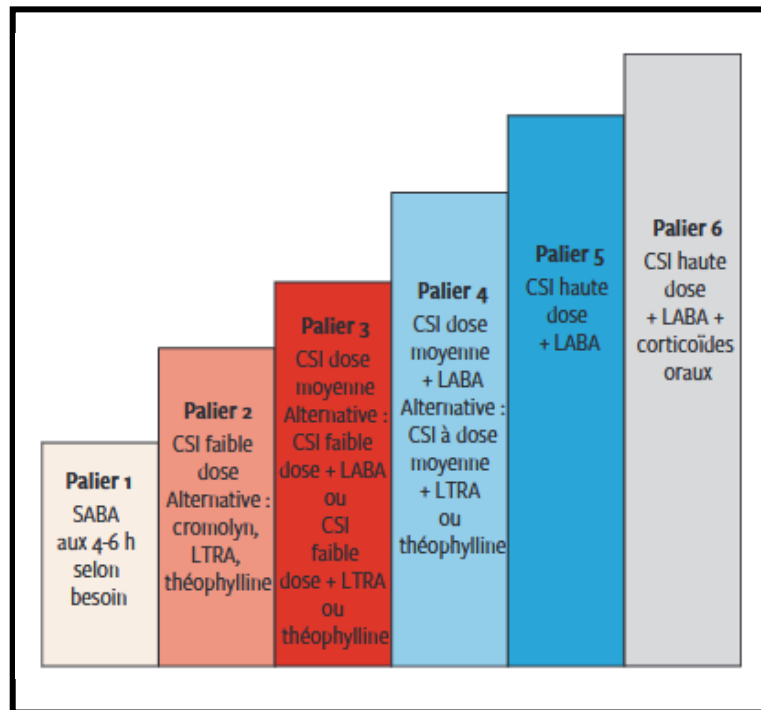 Palier 1
SABA
aux 4-6 h
selon
besoin
Palier 2
CSI faible
dose
Alternative :
cromolyn,
LTRA,
théophylline
Palier 3
CSI dose
moyenne
Alternative :
CSI faible
dose + LABA
ou
CSI
faible
dose + LTRA
ou
théophylline
Palier 4
CSI dose
moyenne
+ LABA
Alternative :
CSI à dose
moyenne
+ LTRA
ou
théophylline
Palier 5
CSI haute
dose
+ LABA
Palier 6
CSI haute
dose
+ LABA +
corticoïdes
oraux